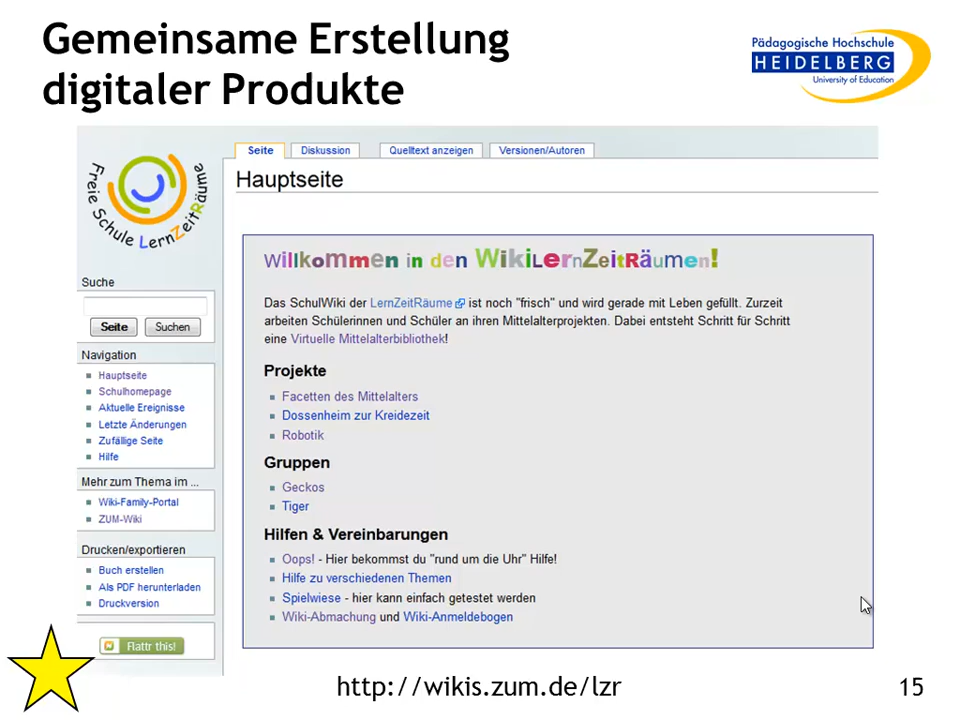 Gemeinsame Erstellung
digitaler Produkte
Pädagogische Hochschule
HEIDELBERG
University of Education
Freie Schule LernZeitRäume
Seite
Diskussion
Quelltext anzeigen
Versionen/Autoren
Hauptseite
Willkommen in den WikiLernZeitRäumen!
Das SchulWiki der LernZeitRäume ist noch "frisch" und wird gerade mit Leben gefüllt. Zurzeit
arbeiten Schülerinnen und Schüler an ihren Mittelalterprojekten. Dabei entsteht Schritt für Schritt
eine Virtuelle Mittelalterbibliothek!
Projekte
Facetten des Mittelalters
Dossenheim zur Kreidezeit
Robotik
Gruppen
Geckos
Tiger
Hilfen & Vereinbarungen
Oops! - Hier bekommst du "rund um die Uhr" Hilfe!
Hilfe zu verschiedenen Themen
Spielwiese - hier kann einfach getestet werden
Wiki-Abmachung und Wiki-Anmeldebogen
Suche
Seite
Suchen
Navigation
Hauptseite
Schulhomepage
Aktuelle Ereignisse
Letzte Änderungen
Zufällige Seite
Hilfe
Mehr zum Thema im ...
Wiki-Family-Portal
ZUM-Wiki
Drucken/exportieren
Buch erstellen
Als PDF herunterladen
Druckversion
Flattr this!
http://wikis.zum.de/lzr
15